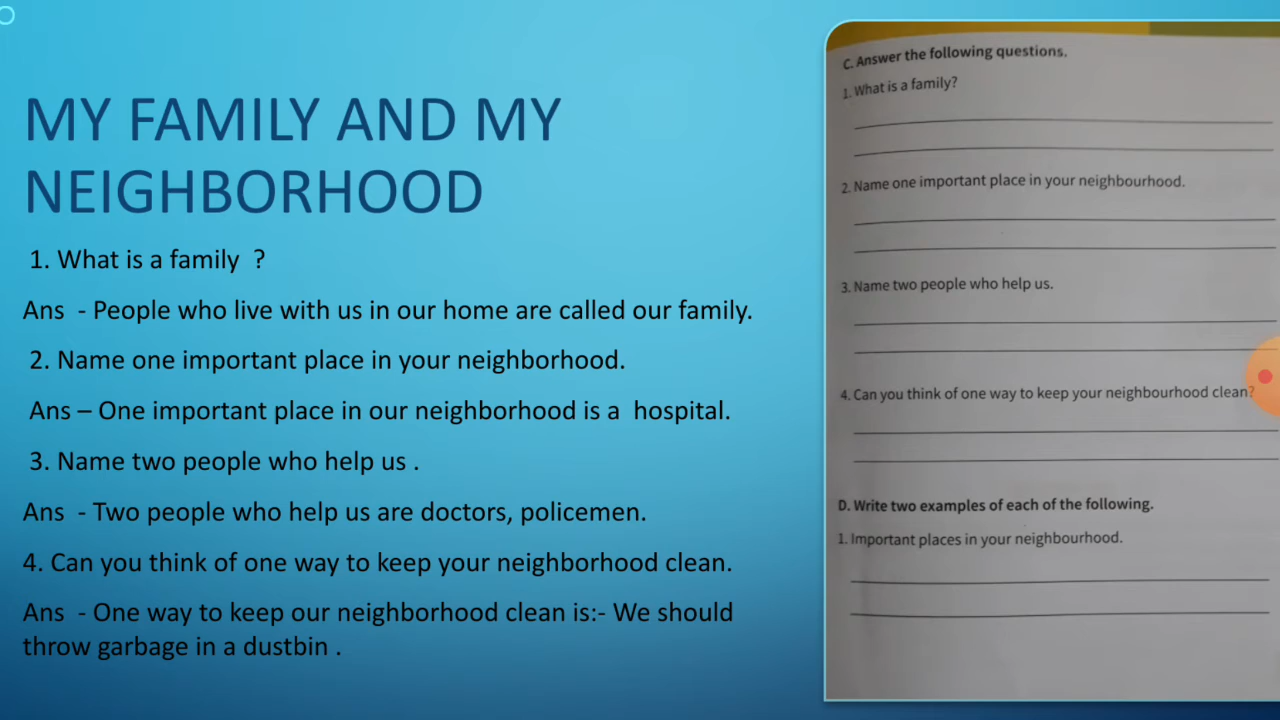 MY FAMILY AND MY
NEIGHBORHOOD
1. What is a family ?
Ans - People who live with us in our home are called our family.
2. Name one important place in your neighborhood.
Ans – One important place in our neighborhood is a hospital.
3. Name two people who help us .
Ans - Two people who help us are doctors, policemen.
4. Can you think of one way to keep your neighborhood clean.
Ans - One way to keep our neighborhood clean is:- We should
throw garbage in a dustbin .
C. Answer the following questions.
1. What is a family?
2. Name one important place in your neighbourhood.
3. Name two people who help us.
4. Can you think of one way to keep your neighbourhood clean?
D. Write two examples of each of the following.
1. Important places in your neighbourhood.